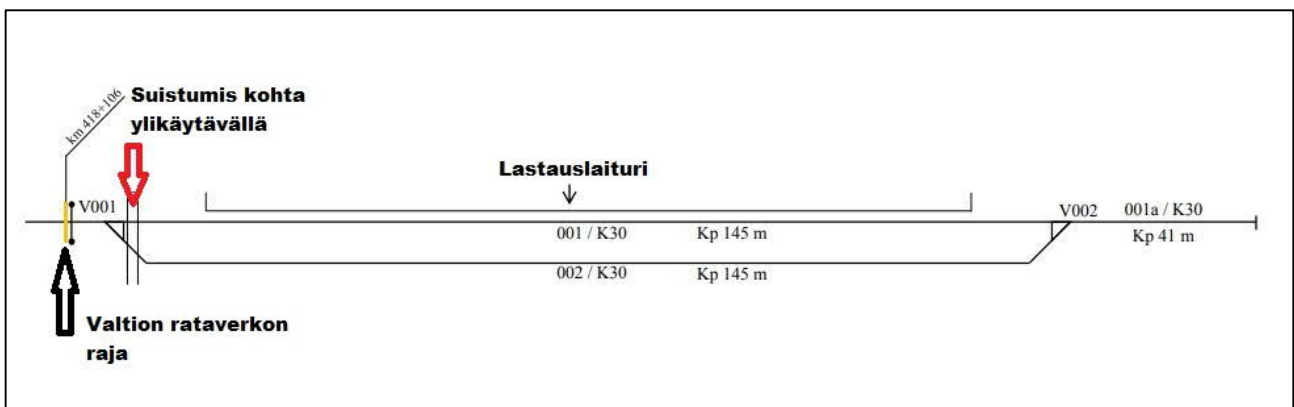 km 418+106
Suistumis kohta
ylikäytävällä
Lastauslaituri
V001
V002
001a / K30
001 / K30
Kp 145 m
Kp 41 m
002 / K30
Kp 145 m
Valtion rataverkon
raja